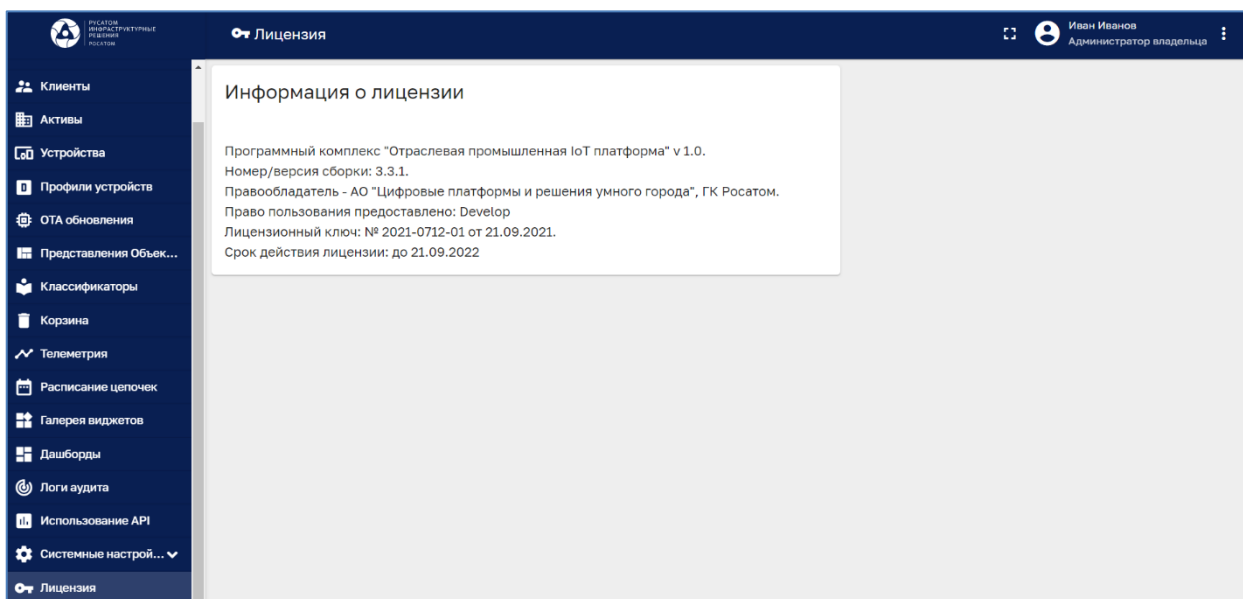 РУСАТОМ
ИНФРАСТРУКТУРНЫЕ
РЕШЕНИЯ
РОСАТОМ
Лицензия
Иван Иванов
Администратор владельца
Клиенты
Активы
Устройства
Профили устройств
OTA обновления
Представления Объек...
Классификаторы
Корзина
Телеметрия
Расписание цепочек
Галерея виджетов
Дашборды
Логи аудита
Использование API
Системные настрой...
Лицензия
Информация о лицензии
Программный комплекс "Отраслевая промышленная IoT платформа" v 1.0.
Номер/версия сборки: 3.3.1.
Правообладатель - АО "Цифровые платформы и решения умного города", ГК Росатом.
Право пользования предоставлено: Develop
Лицензионный ключ: № 2021-0712-01 от 21.09.2021.
Срок действия лицензии: до 21.09.2022